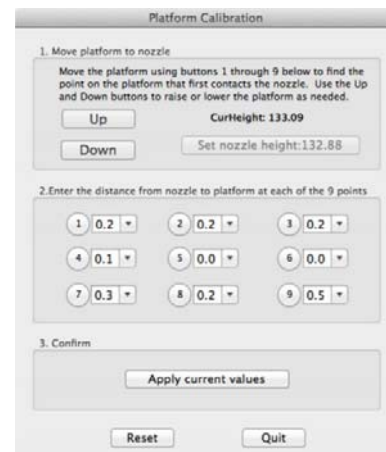 Platform Calibration
1. Move platform to nozzle
Move the platform using buttons 1 through 9 below to find the
point on the platform that first contacts the nozzle. Use the Up
and Down buttons to raise or lower the platform as needed.
Up CurHeight: 133.09
Down Set nozzle height:132.88
2.Enter the distance from nozzle to platform at each of the 9 points
1 0.2 2 0.2 3 0.2
4 0.1 5 0.0 6 0.0
7 0.3 8 0.2 9 0.5
3. Confirm
Apply current values
Reset Quit